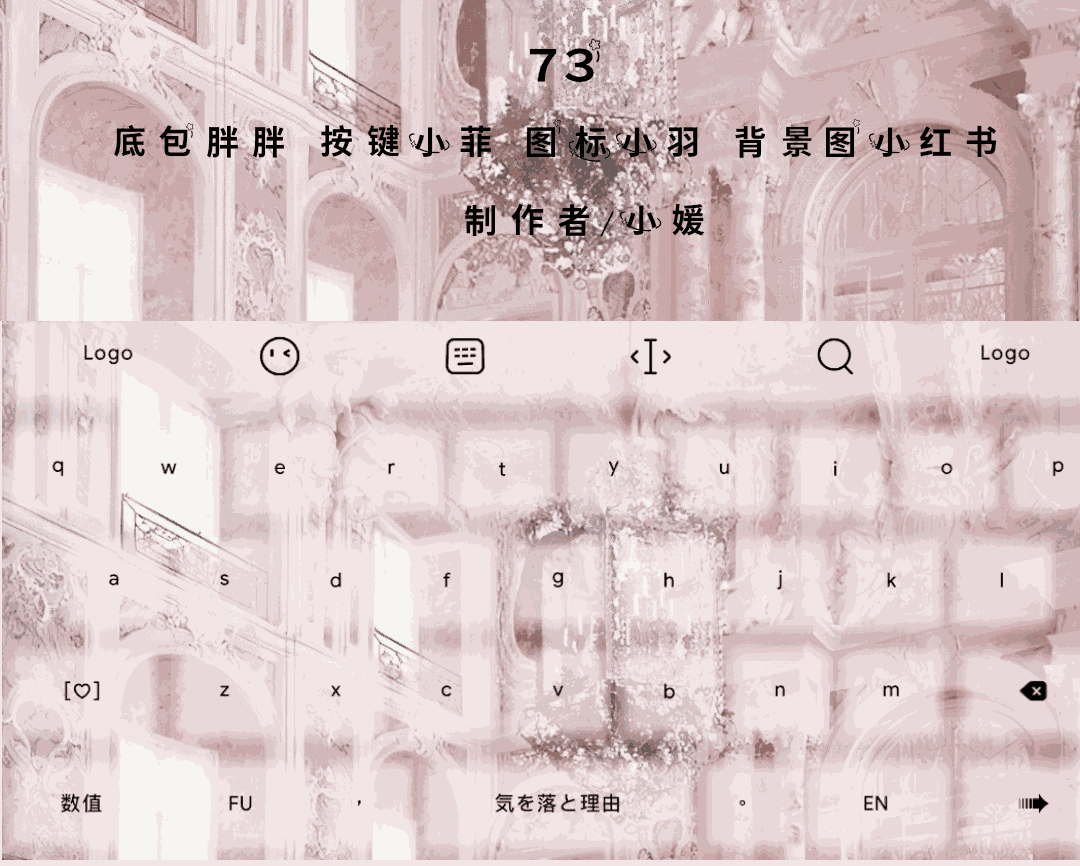 73
底包胖胖 按键小菲 图标小羽 背景图小红书
制作者/小媛
Logo Logo
q w e r t y u i o p
a s d f g h j k l
[♡] z x c v b n m
数值 FU ， 気を落と理由 。 EN